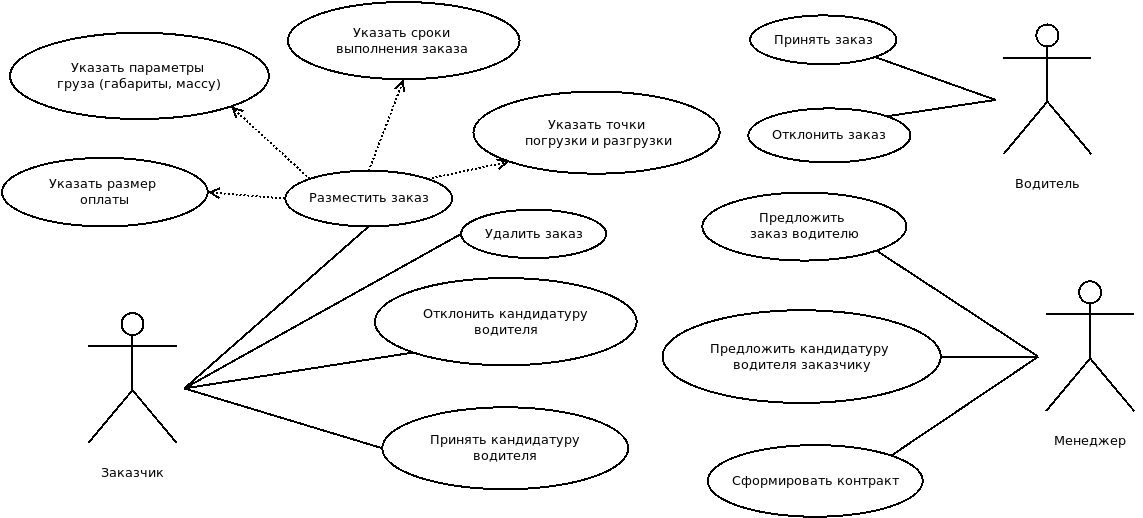 Указать сроки
выполнения заказа
Указать параметры
груза (габариты, массу)
Указать точки
погрузки и разгрузки
Указать размер
оплаты
Разместить заказ
Удалить заказ
Отклонить кандидатуру
водителя
Принять кандидатуру
водителя
Заказчик
Принять заказ
Отклонить заказ
Водитель
Предложить
заказ водителю
Предложить кандидатуру
водителя заказчику
Сформировать контракт
Менеджер